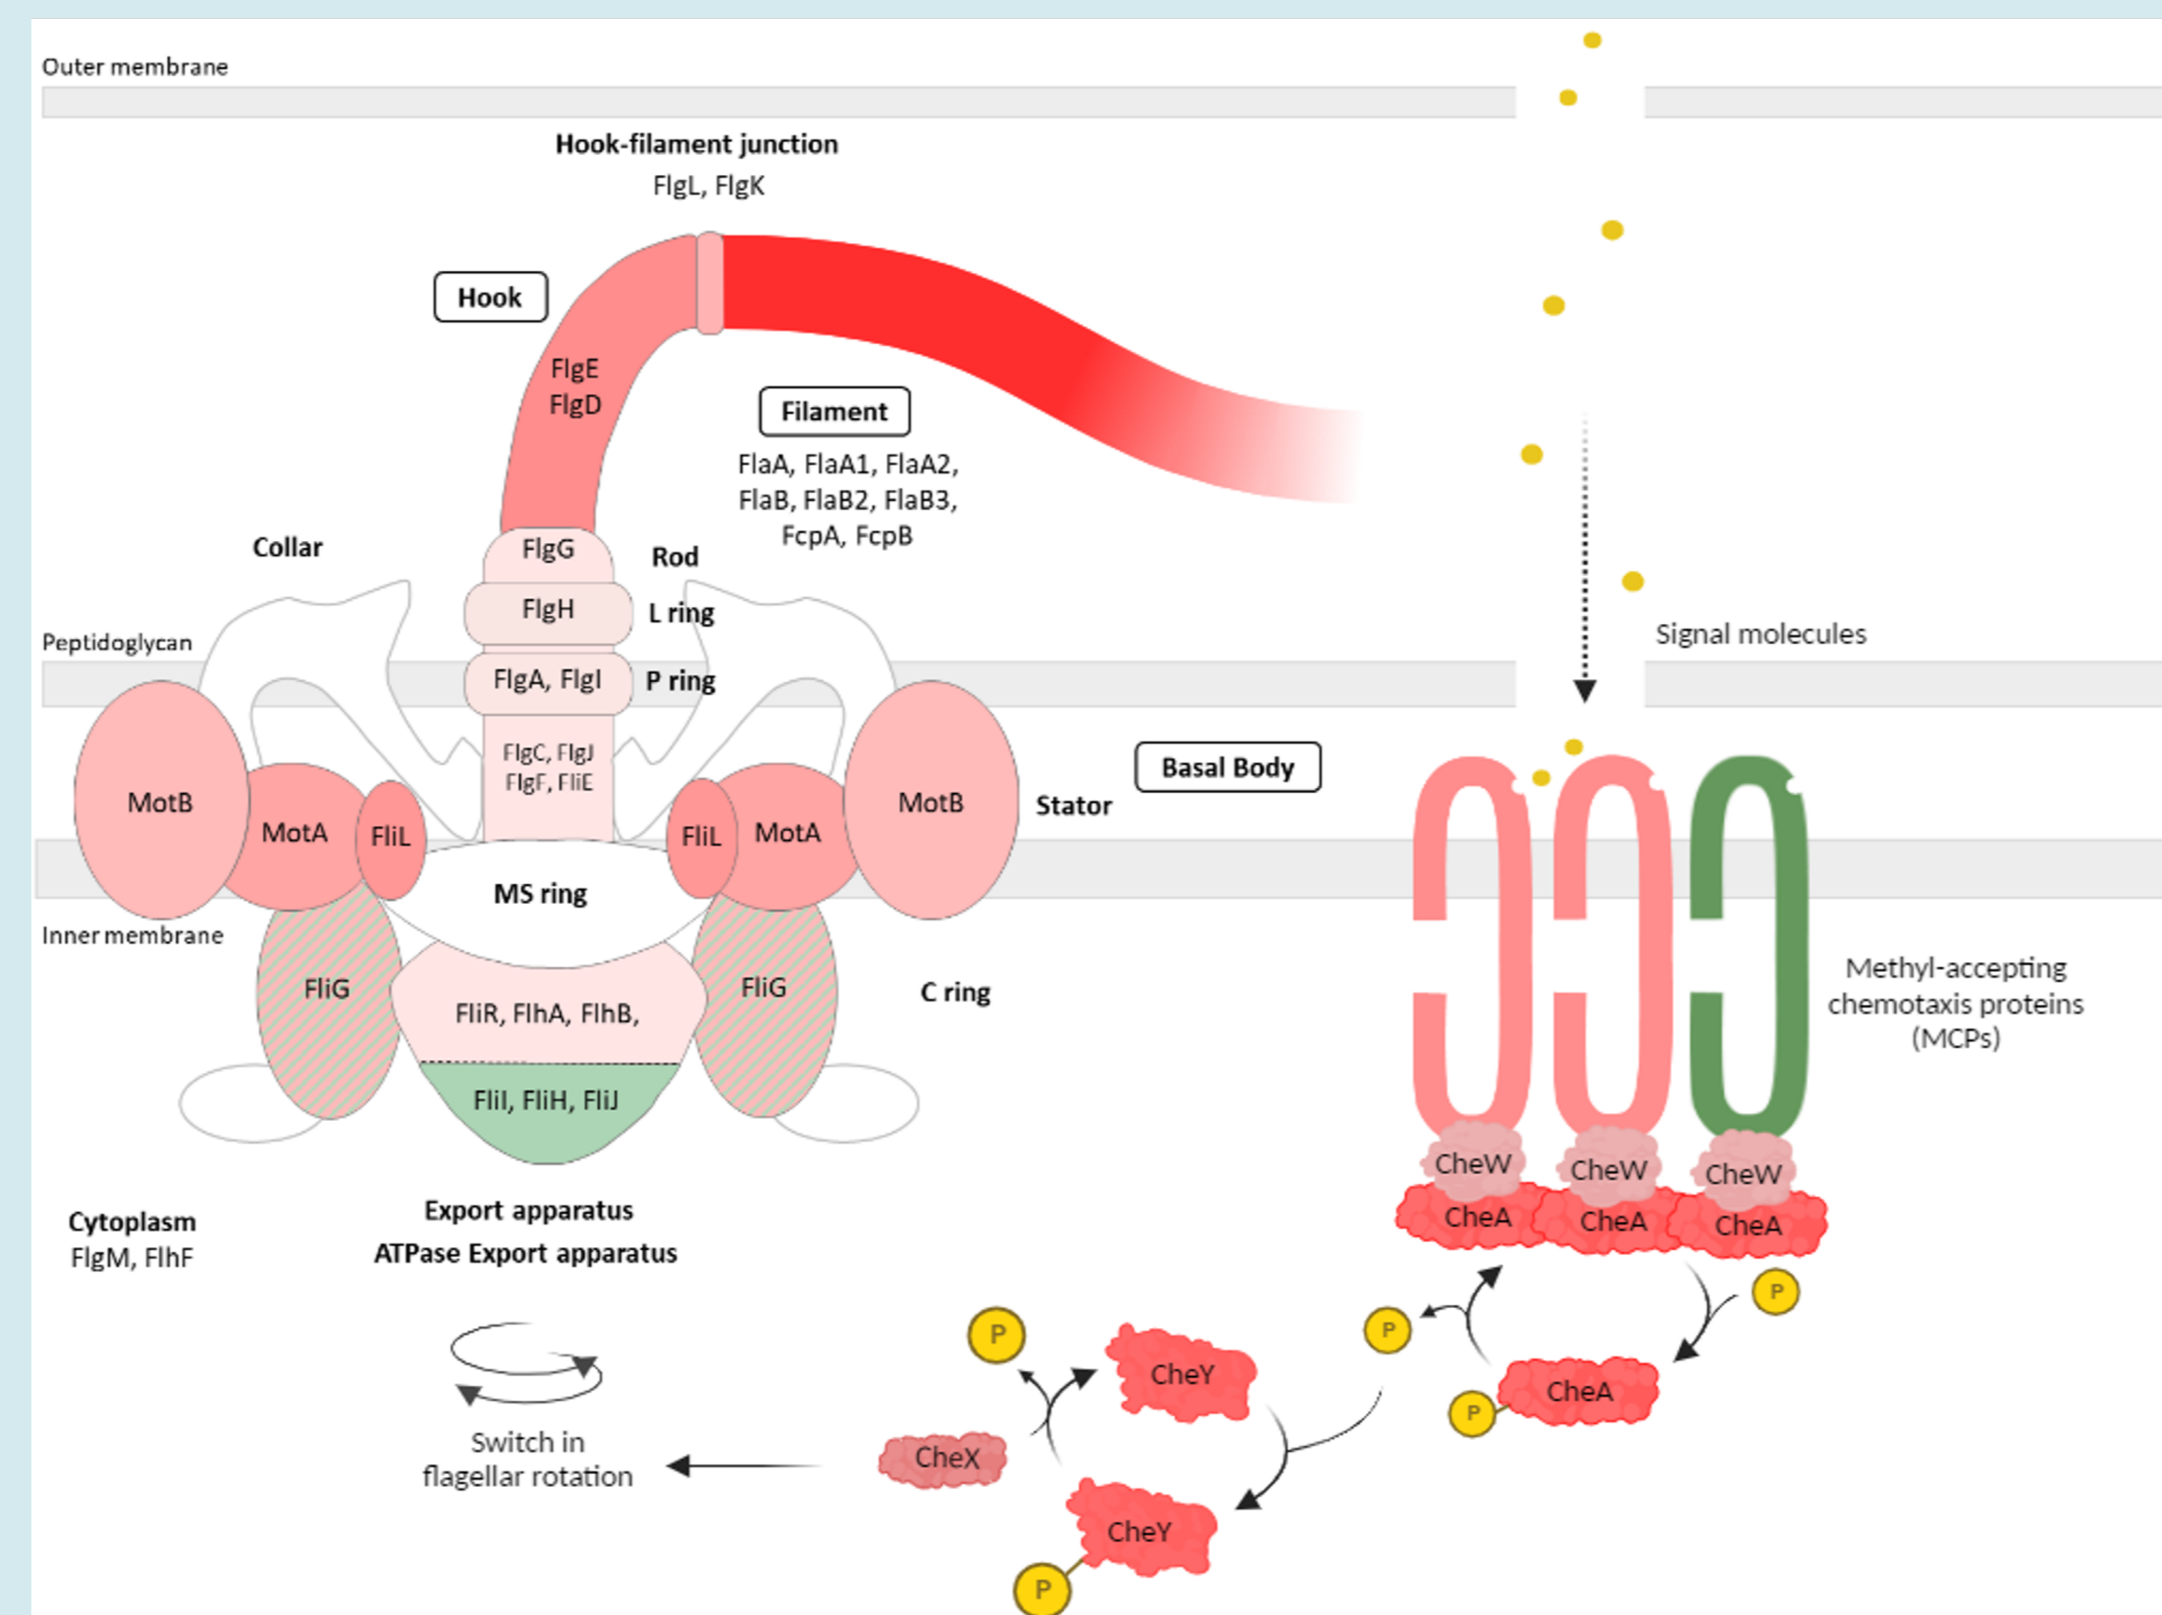 Outer membrane
Hook-filament junction
FlgL, FlgK
Hook
FlgE
FlgD
Filament
FlaA, FlaA1, FlaA2,
FlaB, FlaB2, FlaB3,
FcpA, FcpB
Collar
FlgG
Rod
FlgH
L ring
Peptidoglycan
FlgA, FlgI
P ring
Signal molecules
FlgC, FlgJ
FlgF, FliE
Basal Body
MotB
MotA
FliL
FliL
MotA
MotB
Stator
MS ring
Inner membrane
FliG
FliG
C ring
FliR, FlhA, FlhB,
FliI, FliH, FliJ
Methyl-accepting
chemotaxis proteins
(MCPs)
CheW
CheW
CheW
CheA
CheA
CheA
Cytoplasm
FlgM, FlhF
Export apparatus
ATPase Export apparatus
P
P
P
CheY
CheA
P
Switch in
flagellar rotation
CheX
CheY
P